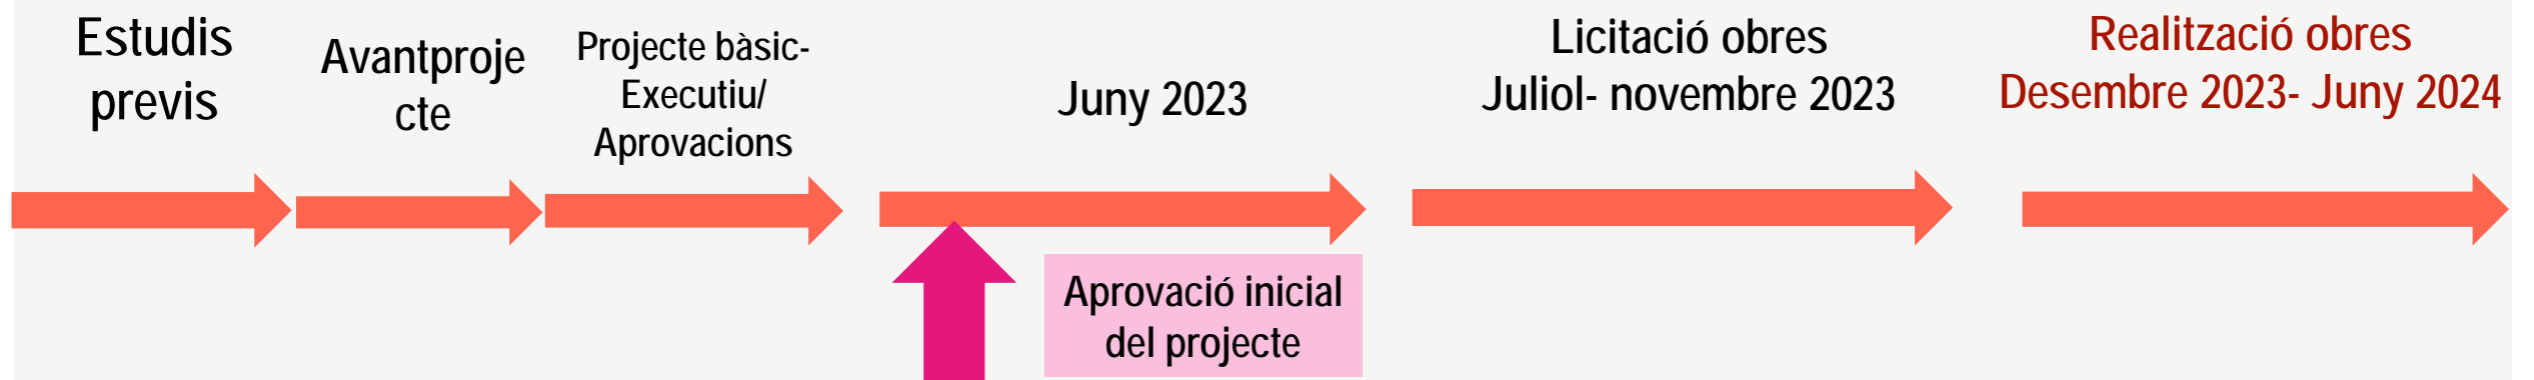 Estudis
previs
Avantproje
cte
Projecte bàsic-
Executiu/
Aprovacions
Juny 2023
Licitació obres
Juliol- novembre 2023
Realització obres
Desembre 2023- Juny 2024
Aprovació inicial
del projecte